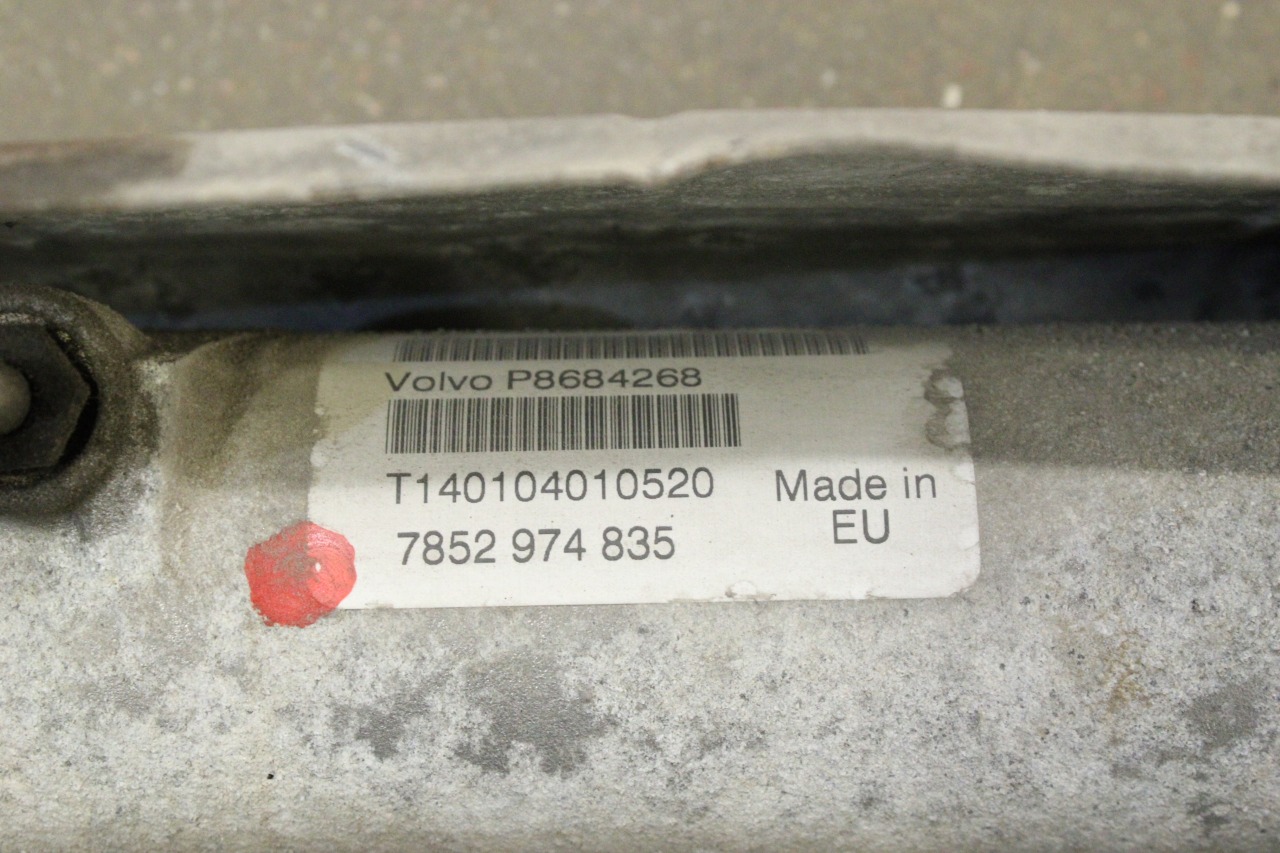 Volvo P8684268
T140104010520
7852 974 835
Made in
EU